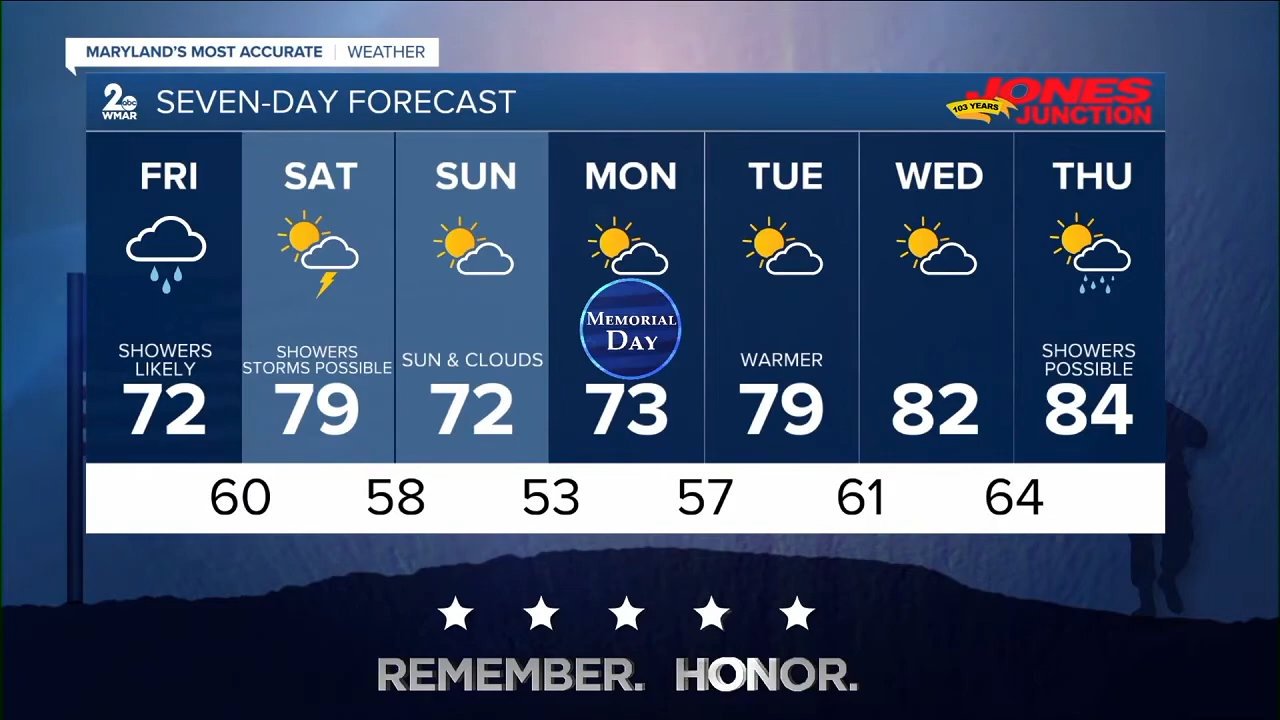 MARYLAND'S MOST ACCURATE | WEATHER
2 abc
WMAR
SEVEN-DAY FORECAST
103 YEARS
JONES
JUNCTION
FRI
SAT
SUN
MON
TUE
WED
THU
MEMORIAL
DAY
SHOWERS
LIKELY
SHOWERS
STORMS POSSIBLE
SUN & CLOUDS
WARMER
SHOWERS
POSSIBLE
72
79
72
73
79
82
84
60
58
53
57
61
64
REMEMBER. HONOR.